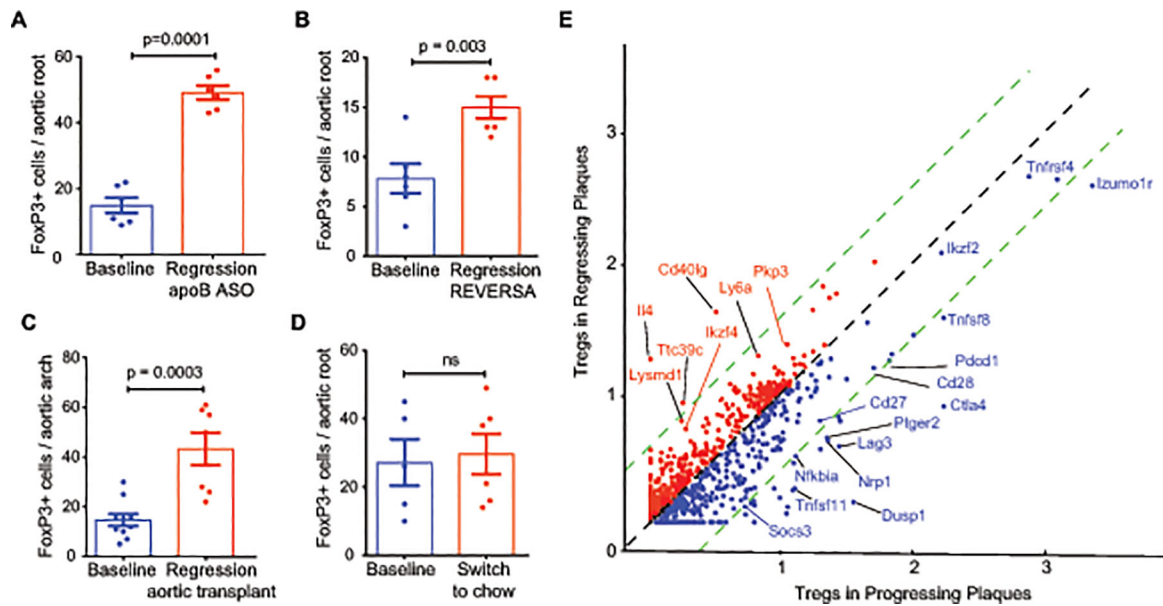 A
p=0.0001
FoxP3+ cells / aortic root
60
40
20
0
Baseline
Regression
apoB ASO
B
p = 0.003
FoxP3+ cells / aortic root
20
15
10
5
0
Baseline
Regression
REVERSA
C
p = 0.0003
FoxP3+ cells / aortic arch
80
60
40
20
0
Baseline
Regression
aortic transplant
D
ns
FoxP3+ cells / aortic root
60
40
20
0
Baseline
Switch
to chow
E
Tregs in Regressing Plaques
3
2
1
0
Tnfrsf4
Izumo1r
Ikzf2
Cd40lg
Ly6a
Pkp3
Il4
Ttc39c
Ikzf4
Lysmd1
Tnfsf8
Pdcd1
Cd28
Cd27
Ctla4
Ptger2
Lag3
Nfkbia
Nrp1
Tnfsf11
Dusp1
Socs3
1
2
3
Tregs in Progressing Plaques